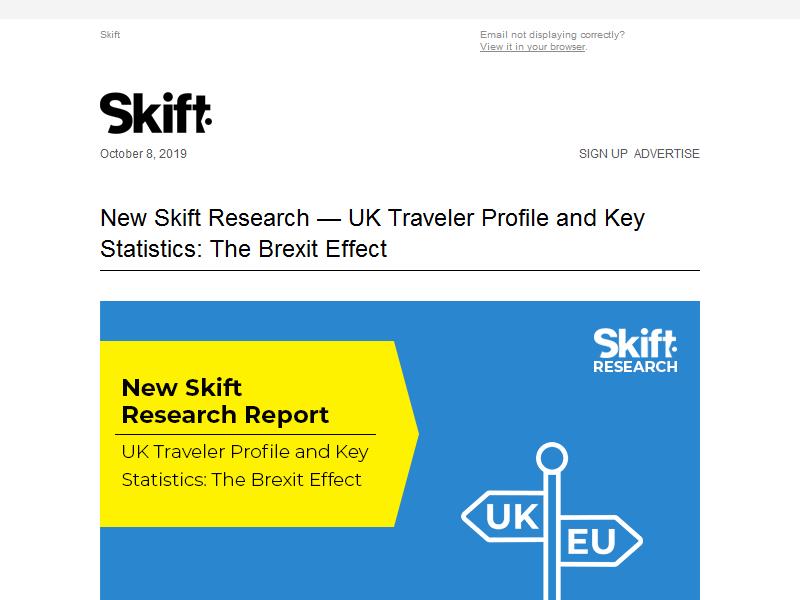 Skift
Email not displaying correctly?
View it in your browser.
Skift
October 8, 2019
SIGN UP ADVERTISE
New Skift Research — UK Traveler Profile and Key
Statistics: The Brexit Effect
Skift
RESEARCH
New Skift
Research Report
UK Traveler Profile and Key
Statistics: The Brexit Effect
UK
EU